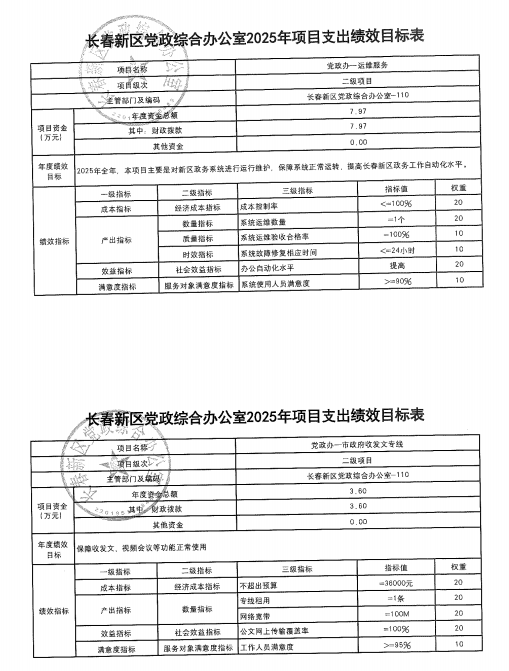 长春新区党政综合办公室2025年项目支出绩效目标表
项目名称 党政办—运维服务
项目级次 二级项目
主管部门及编码 长春新区党政综合办公室-110
项目资金(万元) 年度资金总额 7.97
其中：财政拨款 7.97
其他资金 0.00
年度绩效目标 2025年全年，本项目主要是对新区政务系统进行运行维护，保障系统正常运转，提高长春新区政务工作自动化水平。
绩效指标 一级指标 二级指标 三级指标 指标值 权重
成本指标 经济成本指标 成本控制率 <=100% 20
产出指标 数量指标 系统运维数量 =1个 20
质量指标 系统运维验收合格率 =100% 10
时效指标 系统故障修复相应时间 <=24小时 10
效益指标 社会效益指标 办公自动化水平 提高 20
满意度指标 服务对象满意度指标 系统使用人员满意度 >=90% 10
长春新区党政综合办公室2025年项目支出绩效目标表
项目名称 党政办—市政府收发文专线
项目级次 二级项目
主管部门及编码 长春新区党政综合办公室-110
项目资金(万元) 年度资金总额 3.60
其中：财政拨款 3.60
其他资金 0.00
年度绩效目标 保障收发文、视频会议等功能正常使用
绩效指标 一级指标 二级指标 三级指标 指标值 权重
成本指标 经济成本指标 不超出预算 =36000元 20
产出指标 数量指标 专线租用 =1条 20
网络宽带 =100M 20
效益指标 社会效益指标 公文网上传输覆盖率 =100% 20
满意度指标 服务对象满意度指标 工作人员满意度 >=95% 10